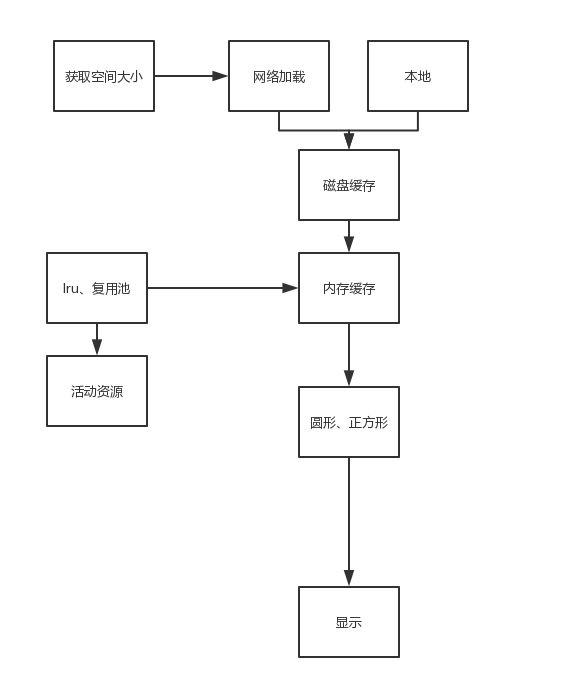 获取空间大小
网络加载
本地
磁盘缓存
lru、复用池
内存缓存
活动资源
圆形、正方形
显示